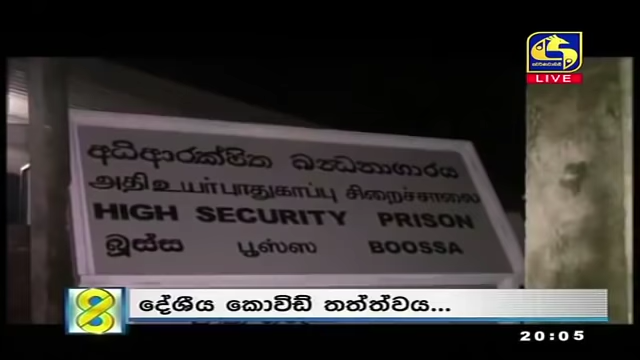 LIVE
අධිආරක්ෂිත බන්ධනාගාරය
அதிஉயர்பாதுகாப்பு சிறைச்சாலை
HIGH SECURITY PRISON
බූස්ස பூஸ்ஸ BOOSSA
8 දේශීය කොවිඩ් තත්ත්වය...
20:05